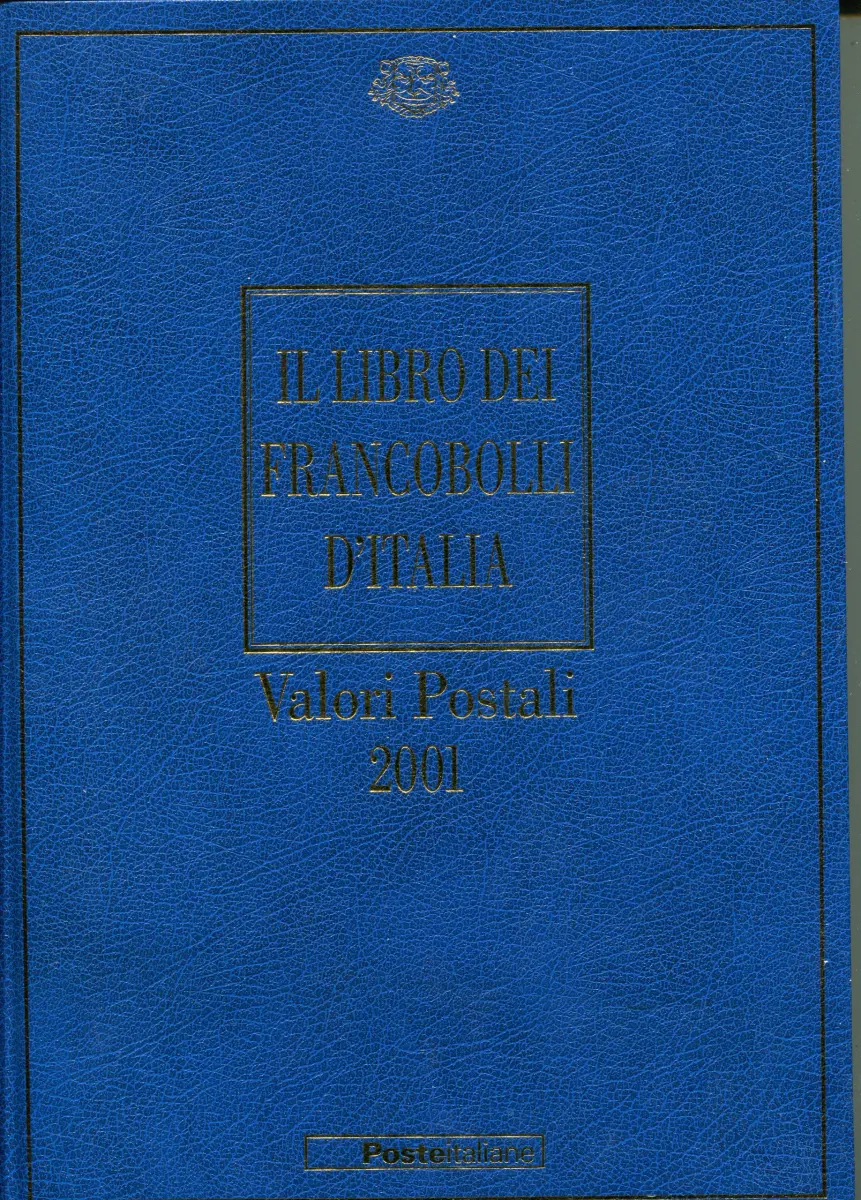 IL LIBRO DEI
FRANCOBOLLI
D'ITALIA
Valori Postali
2001
Posteitaliane